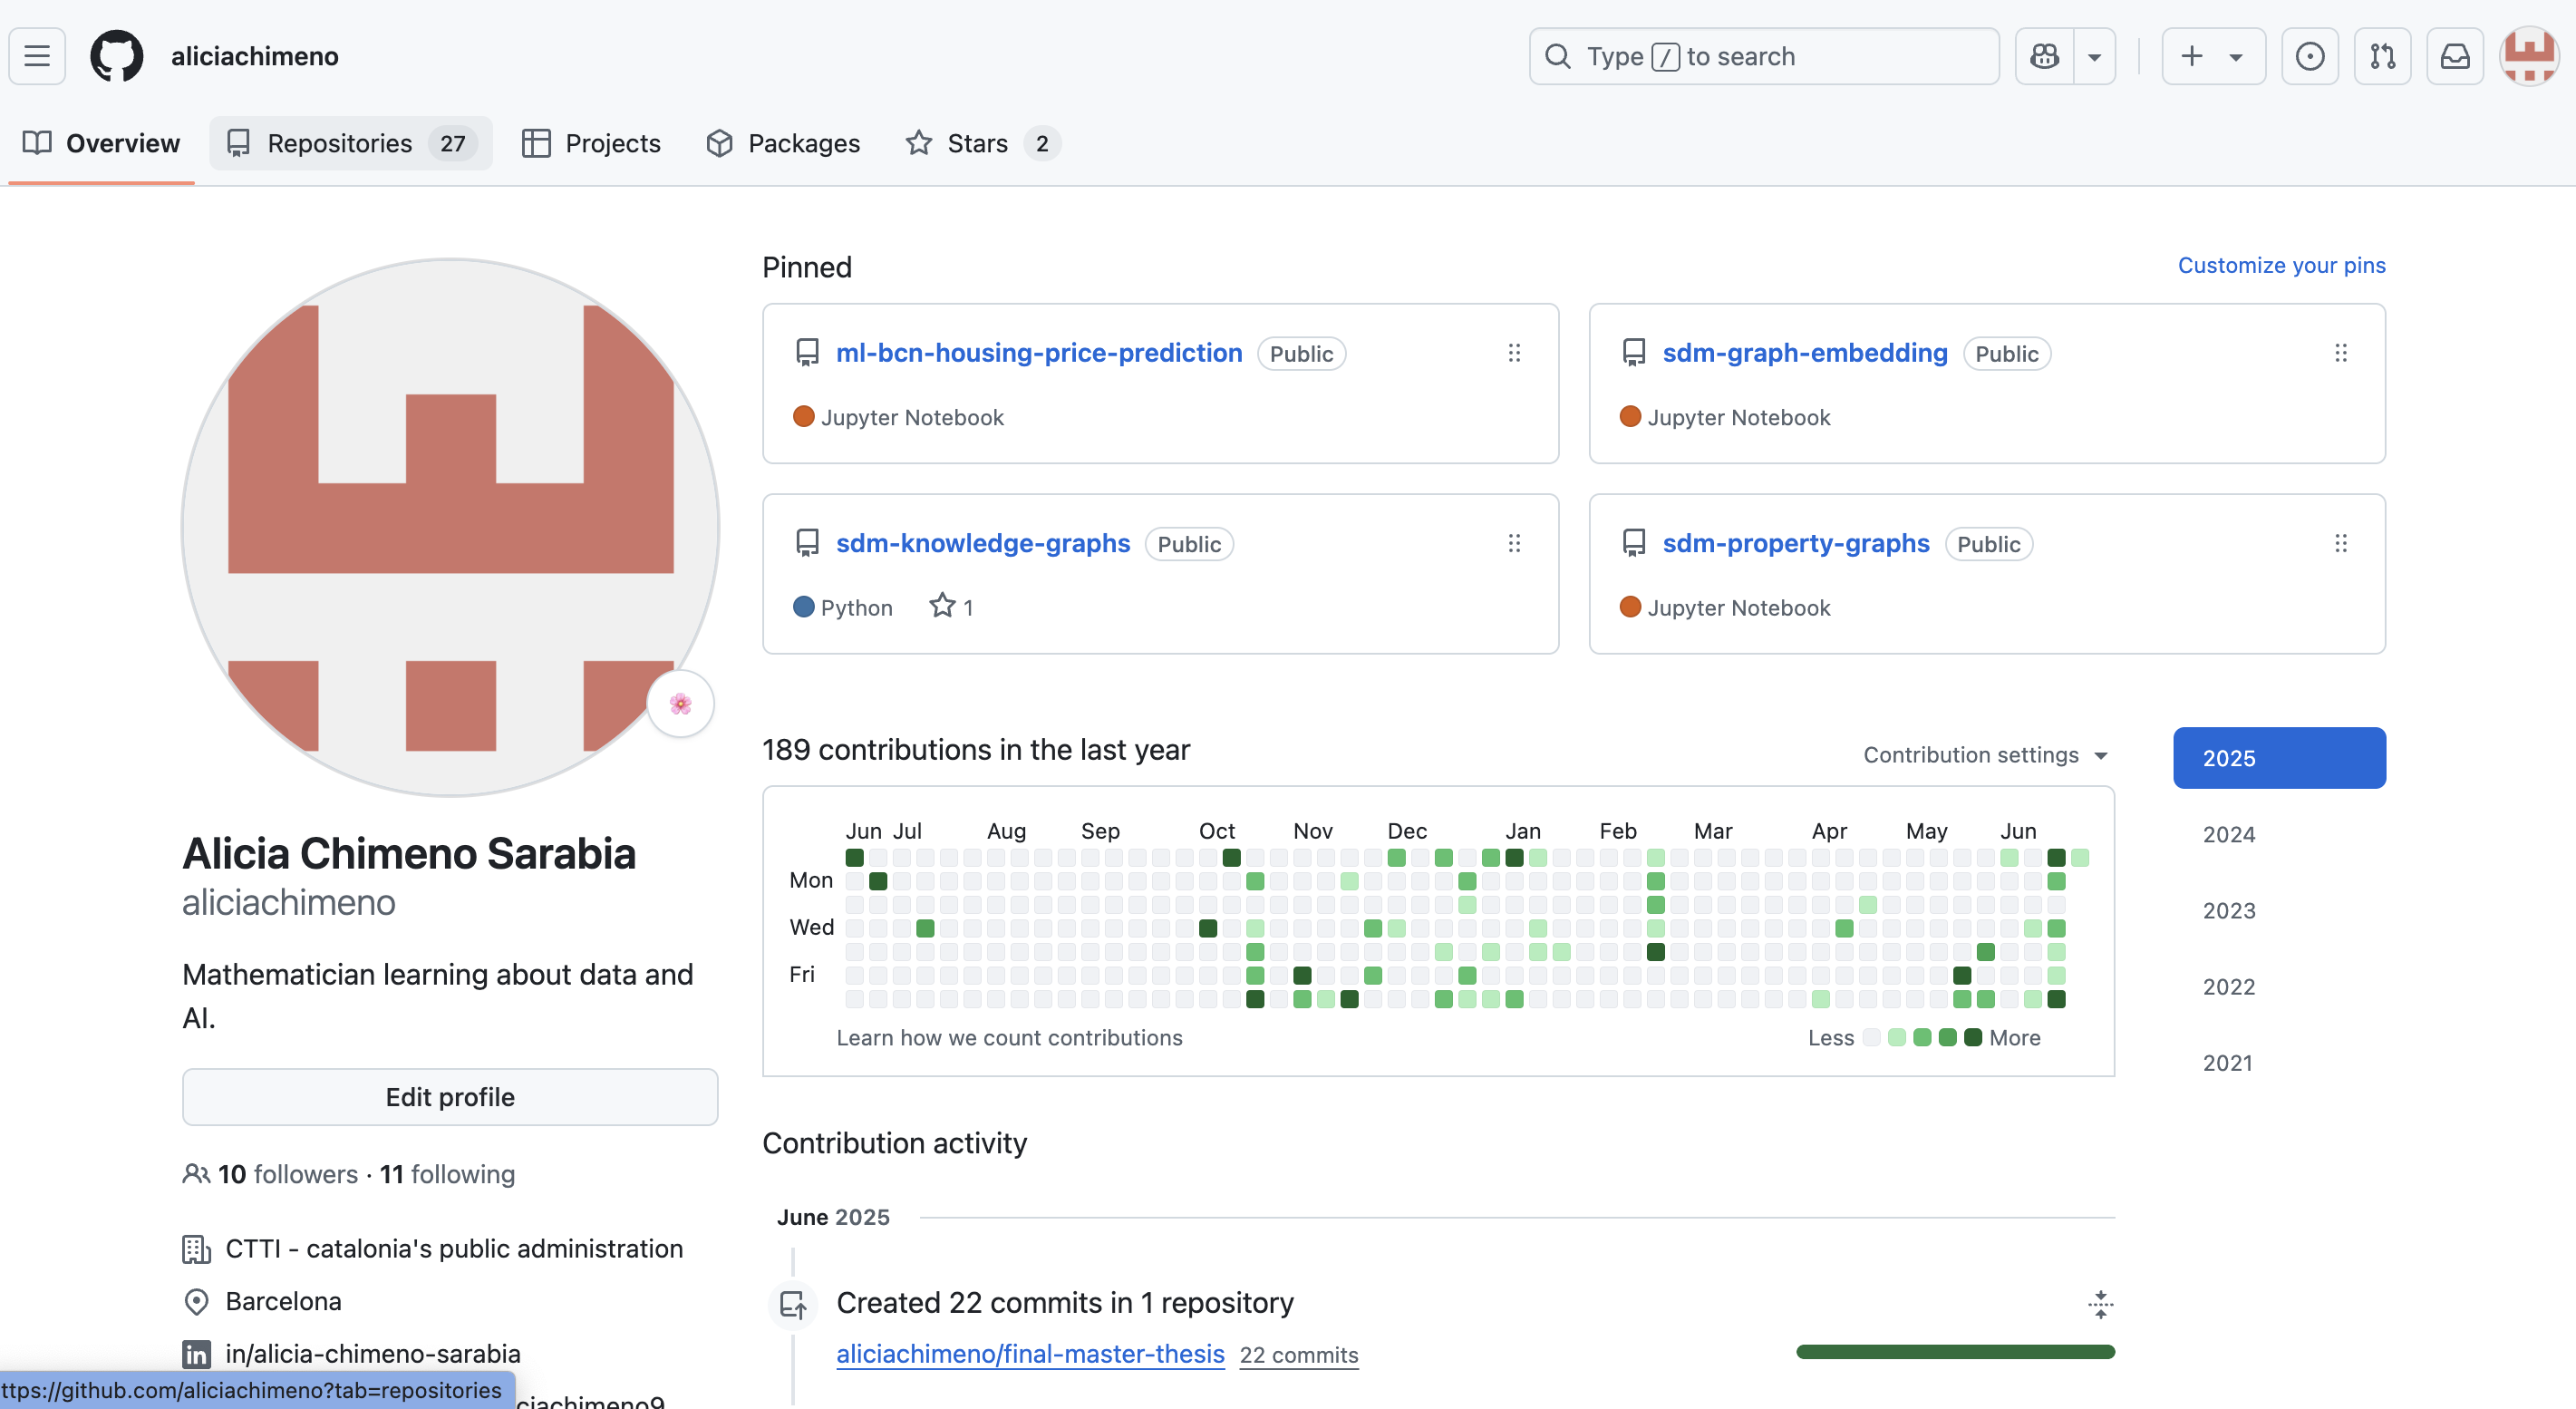 aliciachimeno
Type / to search
Overview
Repositories 27
Projects
Packages
Stars 2
Pinned
Customize your pins
ml-bcn-housing-price-prediction Public
Jupyter Notebook
sdm-graph-embedding Public
Jupyter Notebook
sdm-knowledge-graphs Public
Python 1
sdm-property-graphs Public
Jupyter Notebook
Alicia Chimeno Sarabia
aliciachimeno
Mathematician learning about data and
AI.
Edit profile
10 followers · 11 following
CTTI - catalonia's public administration
Barcelona
in/alicia-chimeno-sarabia
ciachimeno9
ttps://github.com/aliciachimeno?tab=repositories
189 contributions in the last year
Contribution settings
2025
2024
2023
2022
2021
Jun Jul Aug Sep Oct Nov Dec Jan Feb Mar Apr May Jun
Mon
Wed
Fri
Learn how we count contributions
Less More
Contribution activity
June 2025
Created 22 commits in 1 repository
aliciachimeno/final-master-thesis 22 commits